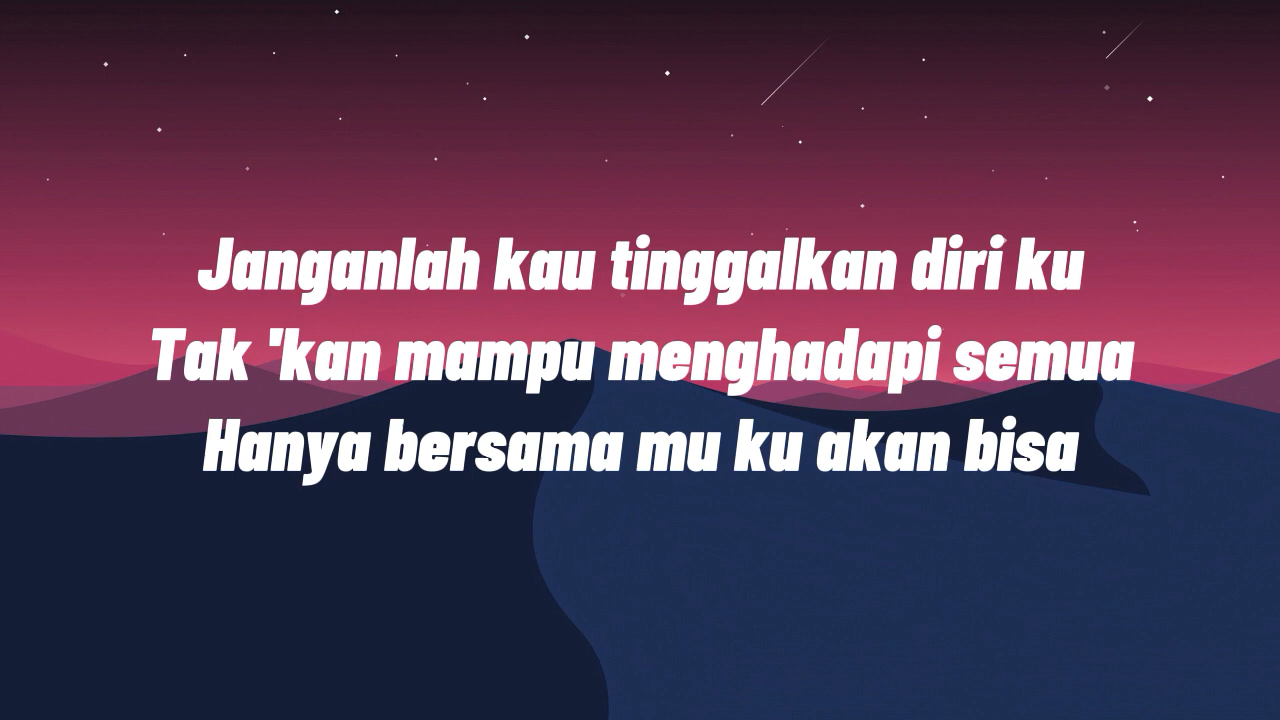 Janganlah kau tinggalkan diri ku
Tak 'kan mampu menghadapi semua
Hanya bersama mu ku akan bisa